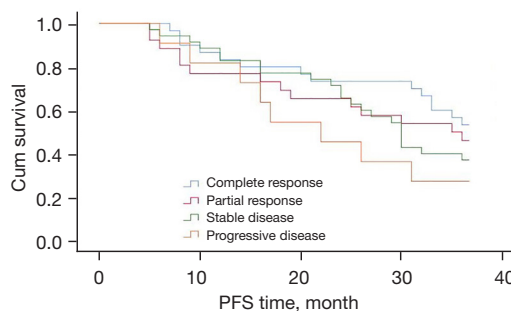 Cum survival
1.0
0.8
0.6
0.4
0.2
0.0
Complete response
Partial response
Stable disease
Progressive disease
0 10 20 30 40
PFS time, month